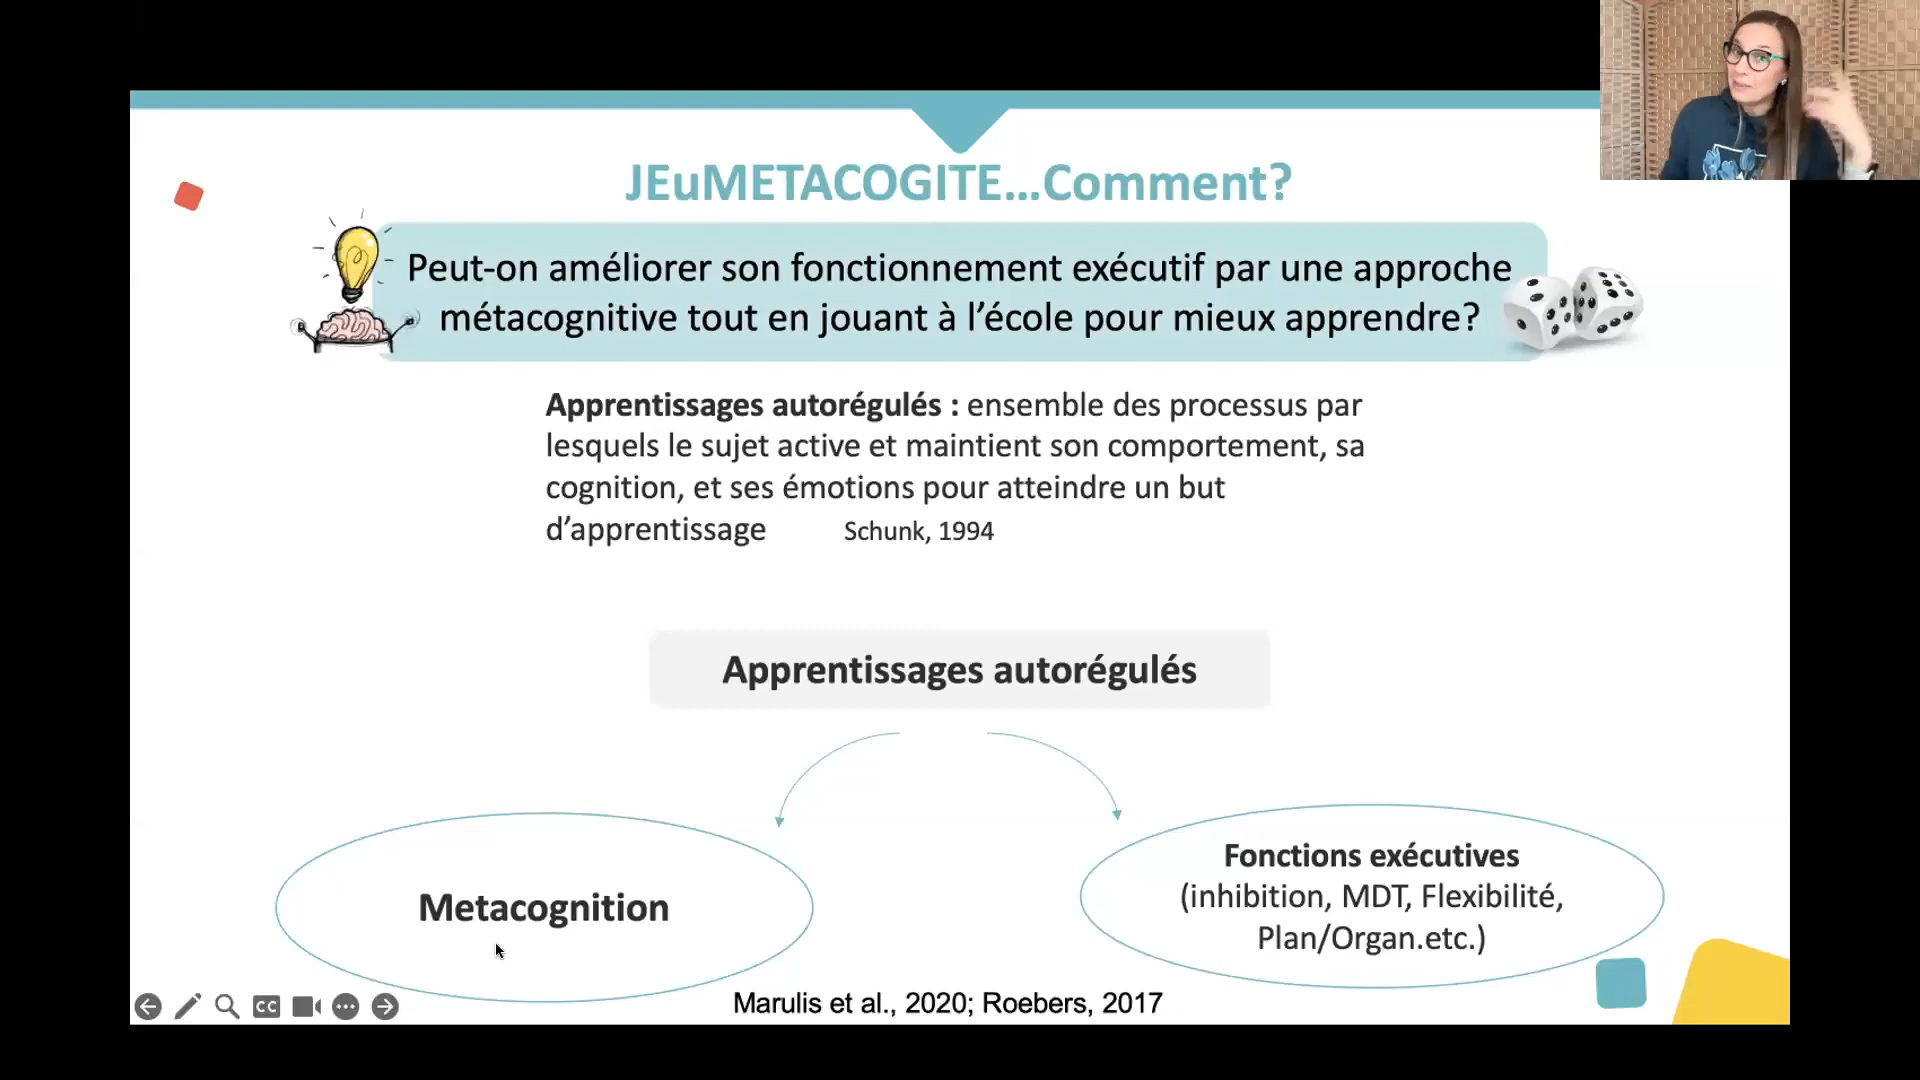 JEuMETACOGITE...Comment?
Peut-on améliorer son fonctionnement exécutif par une approche
métacognitive tout en jouant à l’école pour mieux apprendre?
Apprentissages autorégulés : ensemble des processus par
lesquels le sujet active et maintient son comportement, sa
cognition, et ses émotions pour atteindre un but
d’apprentissage Schunk, 1994
Apprentissages autorégulés
Metacognition
Fonctions exécutives
(inhibition, MDT, Flexibilité,
Plan/Organ.etc.)
Marulis et al., 2020; Roebers, 2017
CC